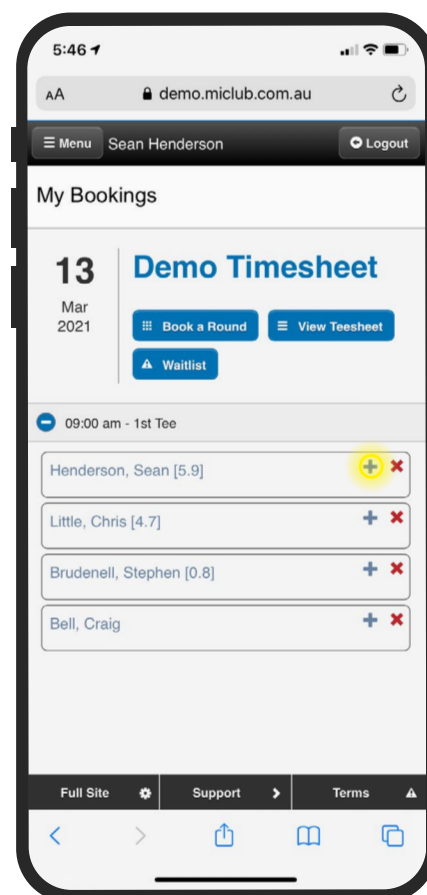 5:46
AA demo.miclub.com.au
Menu Sean Henderson Logout
My Bookings
13
Mar
2021
Demo Timesheet
Book a Round View Teesheet
Waitlist
09:00 am - 1st Tee
Henderson, Sean [5.9]
Little, Chris [4.7]
Brudenell, Stephen [0.8]
Bell, Craig
Full Site Support Terms